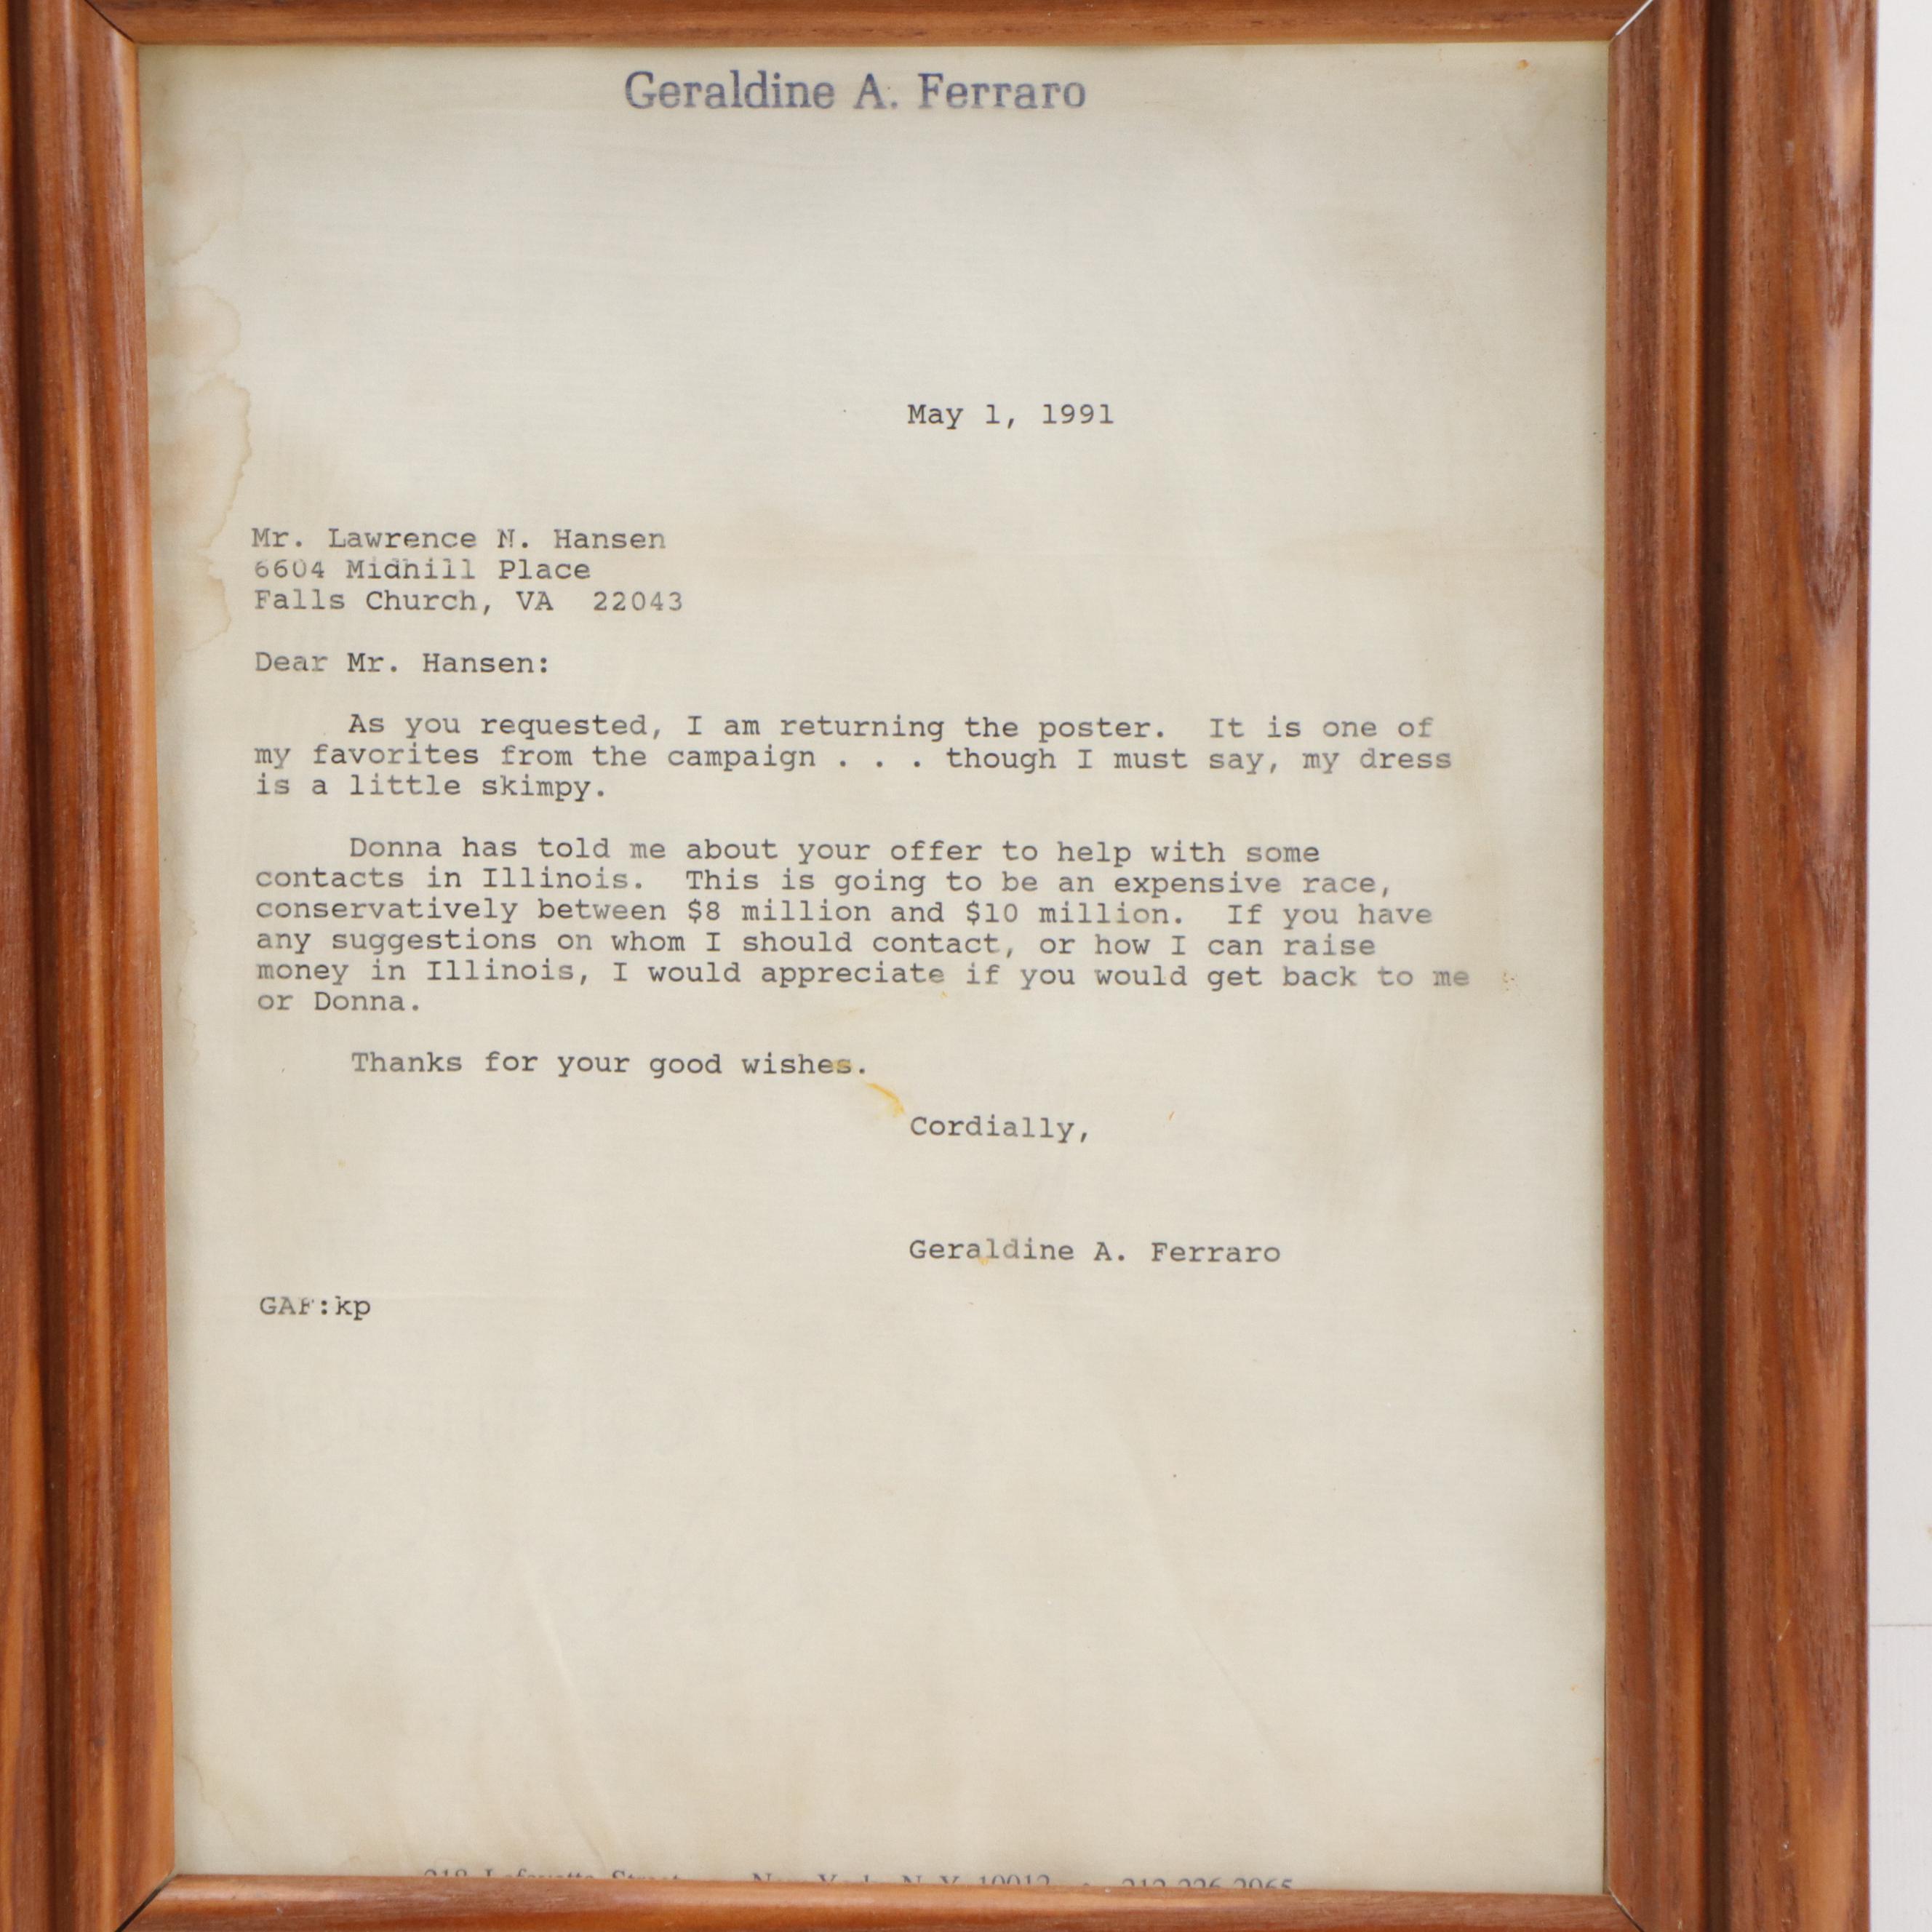 Geraldine A. Ferraro
May 1, 1991
Mr. Lawrence N. Hansen
6604 Midhill Place
Falls Church, VA  22043
Dear Mr. Hansen:
As you requested, I am returning the poster.  It is one of
my favorites from the campaign . . . though I must say, my dress
is a little skimpy.
Donna has told me about your offer to help with some
contacts in Illinois.  This is going to be an expensive race,
conservatively between $8 million and $10 million.  If you have
any suggestions on whom I should contact, or how I can raise
money in Illinois, I would appreciate if you would get back to me
or Donna.
Thanks for your good wishes.
Cordially,
Geraldine A. Ferraro
GAF:kp
Lafayette Street New York, N.Y.